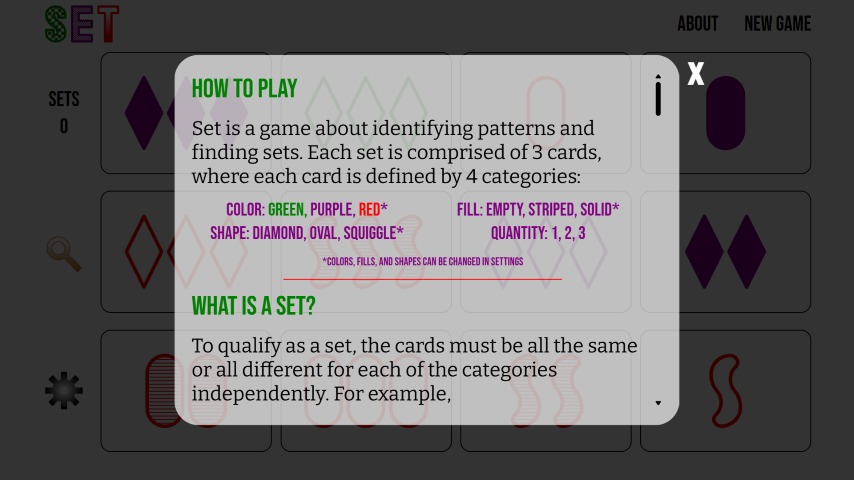 SET
ABOUT NEW GAME
X
SETS
0
HOW TO PLAY
Set is a game about identifying patterns and
finding sets. Each set is comprised of 3 cards,
where each card is defined by 4 categories:
COLOR: GREEN, PURPLE, RED*
SHAPE: DIAMOND, OVAL, SQUIGGLE*
FILL: EMPTY, STRIPED, SOLID*
QUANTITY: 1, 2, 3
*COLORS, FILLS, AND SHAPES CAN BE CHANGED IN SETTINGS
WHAT IS A SET?
To qualify as a set, the cards must be all the same
or all different for each of the categories
independently. For example,